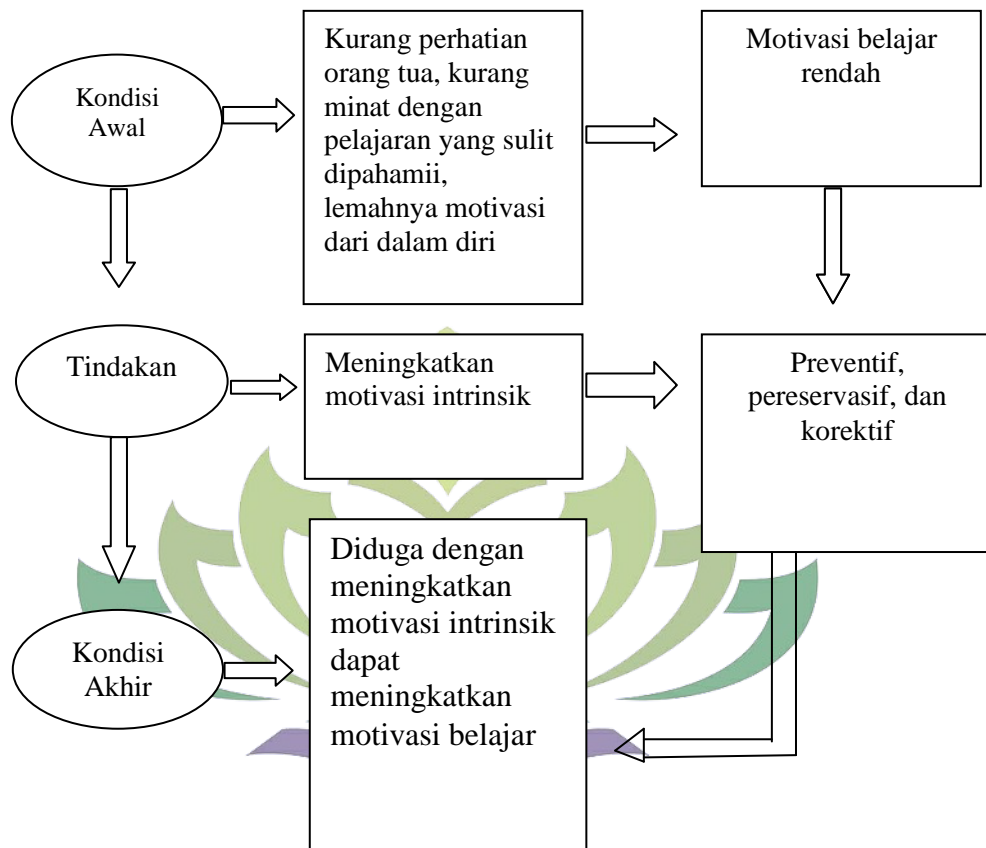 Kondisi
Awal
Kurang perhatian
orang tua, kurang
minat dengan
pelajaran yang sulit
dipahamii,
lemahnya motivasi
dari dalam diri
Motivasi belajar
rendah
Tindakan
Meningkatkan
motivasi intrinsik
Preventif,
pereservasif, dan
korektif
Kondisi
Akhir
Diduga dengan
meningkatkan
motivasi intrinsik
dapat
meningkatkan
motivasi belajar